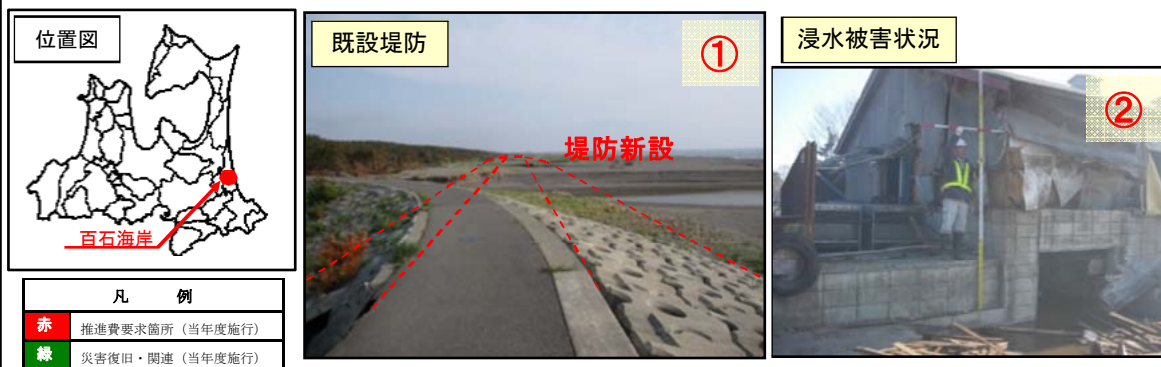 位置図
百石海岸
凡 例
赤 推進費要求箇所（当年度施行）
緑 災害復旧・関連（当年度施行）
既設堤防
①
堤防新設
浸水被害状況
②